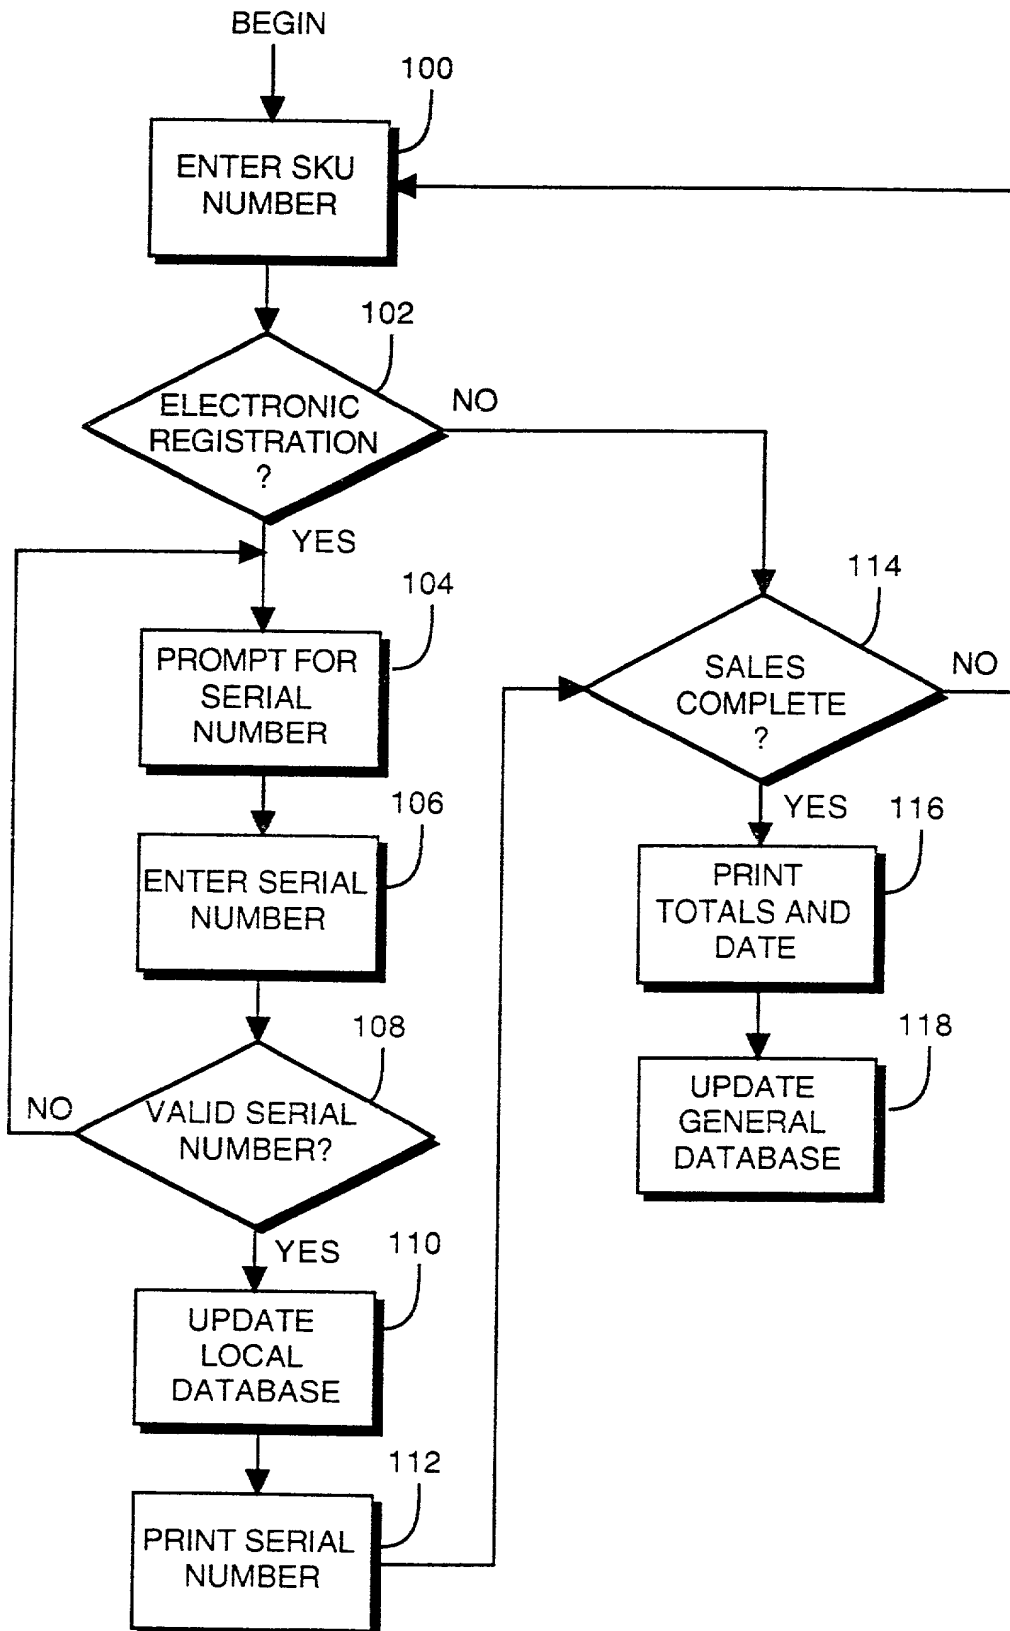 BEGIN
100
ENTER SKU
NUMBER
102
ELECTRONIC
REGISTRATION
?
NO
YES
104
PROMPT FOR
SERIAL
NUMBER
106
ENTER SERIAL
NUMBER
108
VALID SERIAL
NUMBER?
NO
YES
110
UPDATE
LOCAL
DATABASE
112
PRINT SERIAL
NUMBER
114
SALES
COMPLETE
?
NO
YES
116
PRINT
TOTALS AND
DATE
118
UPDATE
GENERAL
DATABASE